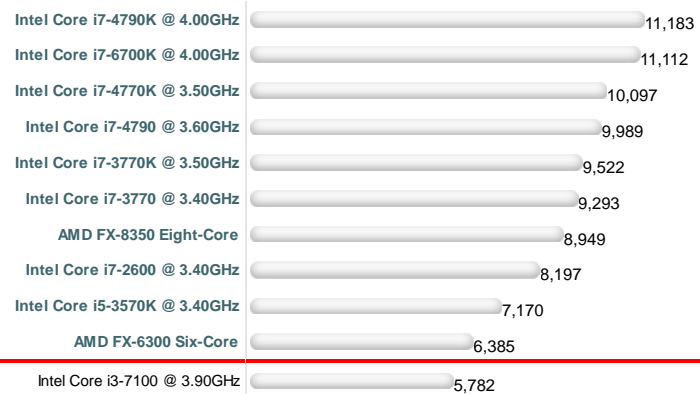 Intel Core i7-4790K @ 4.00GHz 11,183
Intel Core i7-6700K @ 4.00GHz 11,112
Intel Core i7-4770K @ 3.50GHz 10,097
Intel Core i7-4790 @ 3.60GHz 9,989
Intel Core i7-3770K @ 3.50GHz 9,522
Intel Core i7-3770 @ 3.40GHz 9,293
AMD FX-8350 Eight-Core 8,949
Intel Core i7-2600 @ 3.40GHz 8,197
Intel Core i5-3570K @ 3.40GHz 7,170
AMD FX-6300 Six-Core 6,385
Intel Core i3-7100 @ 3.90GHz 5,782